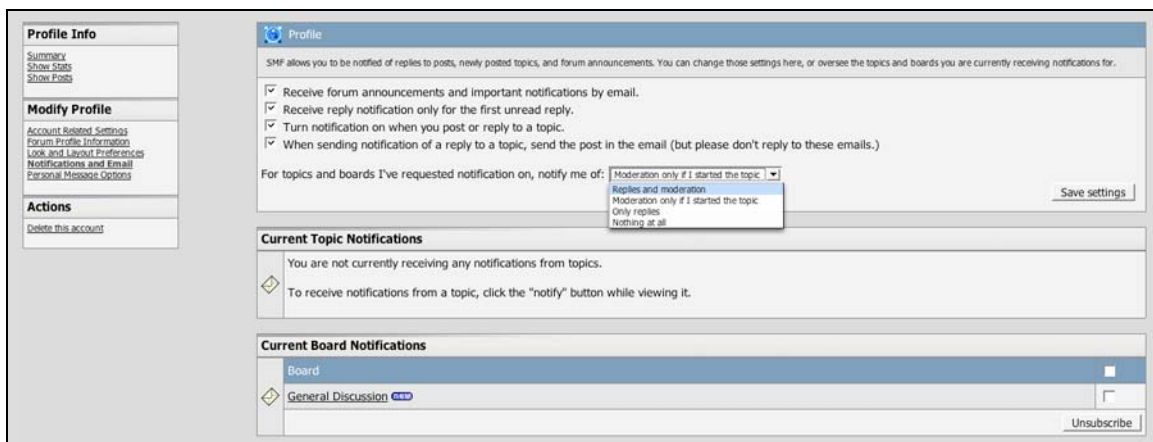 Profile Info
Summary
Show Stats
Show Posts
Modify Profile
Account Related Settings
Forum Profile Information
Look and Layout Preferences
Notifications and Email
Personal Message Options
Actions
Delete this account
Profile
SMF allows you to be notified of replies to posts, newly posted topics, and forum announcements. You can change those settings here, or oversee the topics and boards you are currently receiving notifications for.
Receive forum announcements and important notifications by email.
Receive reply notification only for the first unread reply.
Turn notification on when you post or reply to a topic.
When sending notification of a reply to a topic, send the post in the email (but please don't reply to these emails.)
For topics and boards I've requested notification on, notify me of: Moderation only if I started the topic
Replies and moderation
Moderation only if I started the topic
Only replies
Nothing at all
Save settings
Current Topic Notifications
You are not currently receiving any notifications from topics.
To receive notifications from a topic, click the "notify" button while viewing it.
Current Board Notifications
Board
General Discussion new
Unsubscribe